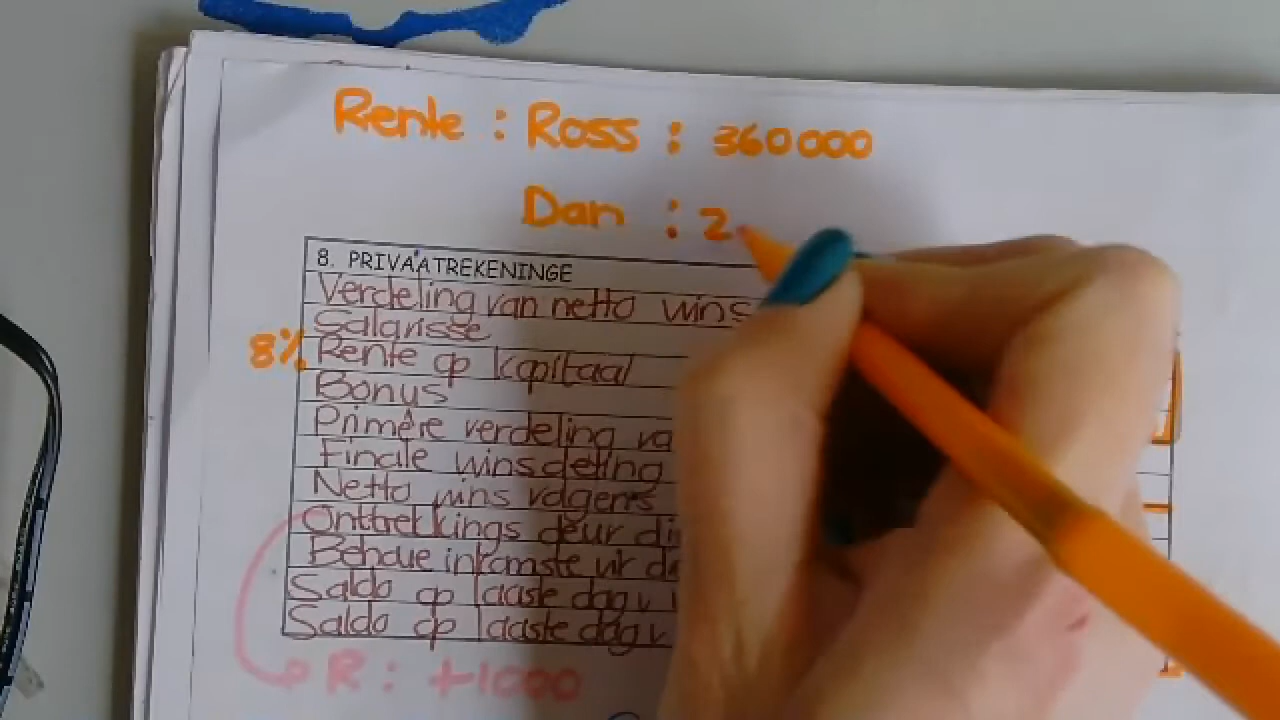 Rente : Ross : 360000
Dan : 2
8. PRIVAATREKENINGE
Verdeling van netto wins
Salarisse
8% Rente op kapitaal
Bonus
Primêre verdeling va
Finale winsdeling
Netto wins volgens
Onttrekkings deur di
Behoue inkomste vir d
Saldo op laaste dag v
Saldo op laaste dag v
R : +1000